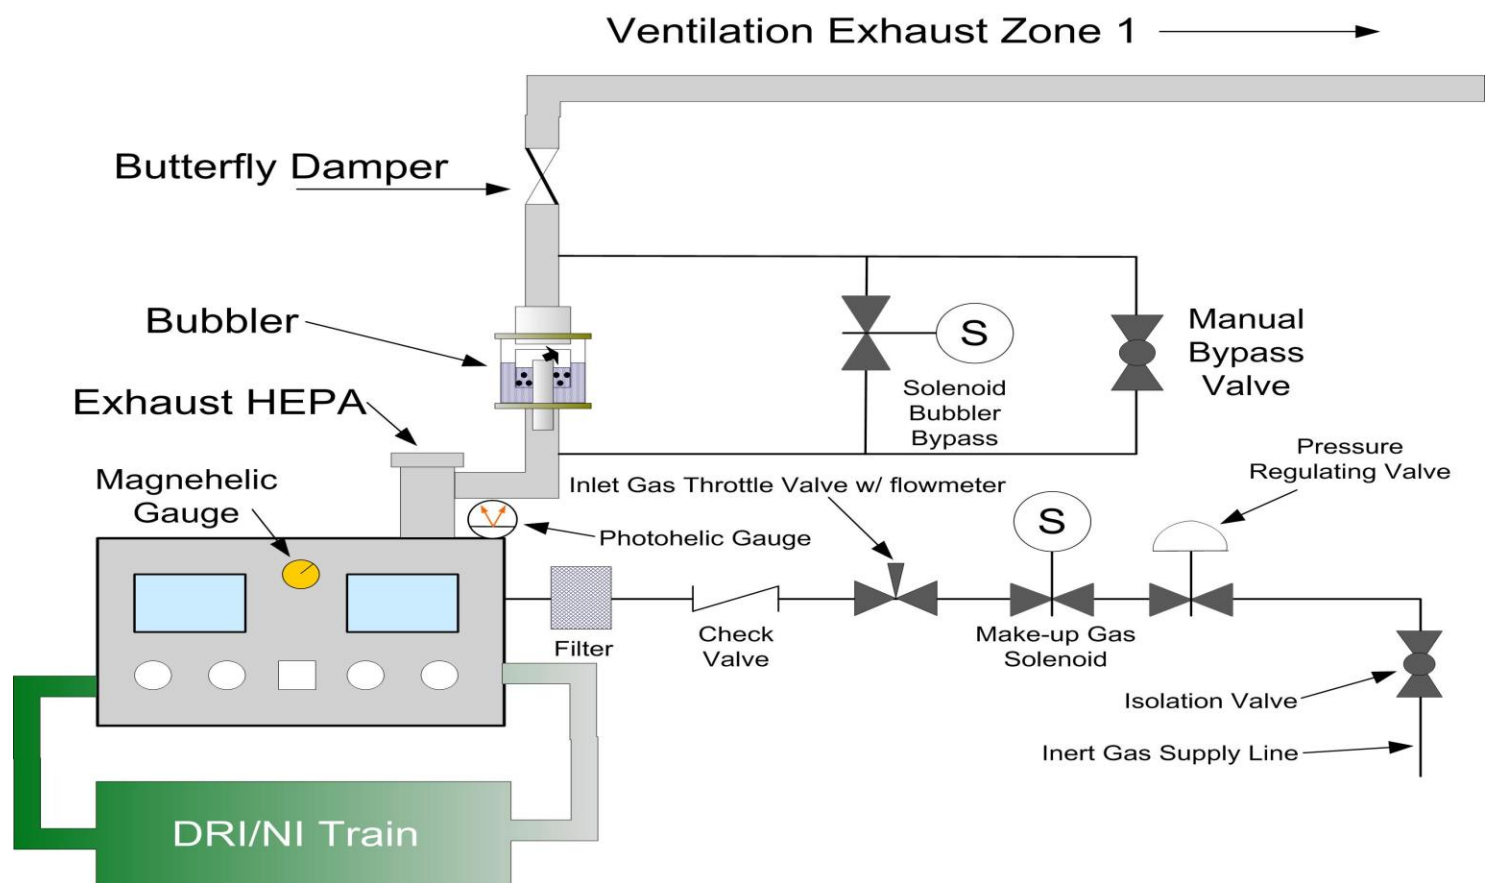 Ventilation Exhaust Zone 1
Butterfly Damper
Bubbler
S
Solenoid
Bubbler
Bypass
Manual
Bypass
Valve
Exhaust HEPA
Magnehelic
Gauge
Inlet Gas Throttle Valve w/ flowmeter
Pressure
Regulating Valve
S
Photohelic Gauge
Filter
Check
Valve
Make-up Gas
Solenoid
Isolation Valve
Inert Gas Supply Line
DRI/NI Train